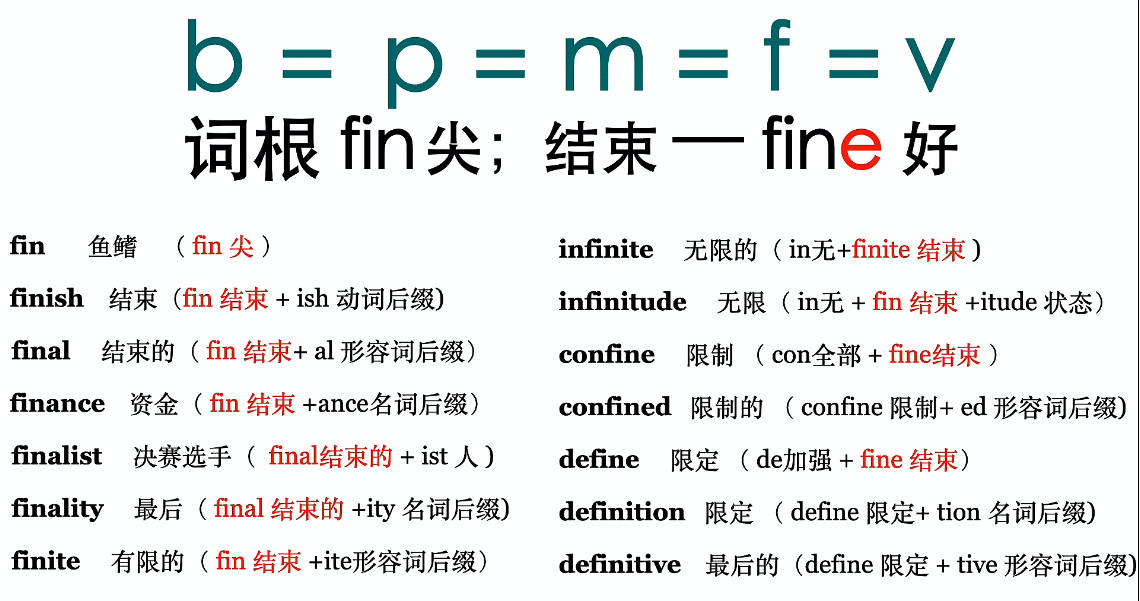 b = p = m = f = v
词根 fin 尖；结束 — fine 好
fin 鱼鳍 （ fin 尖 ）
finish 结束（fin 结束 + ish 动词后缀)
final 结束的（ fin 结束+ al 形容词后缀）
finance 资金（ fin 结束 +ance名词后缀）
finalist 决赛选手（ final结束的 + ist 人 )
finality 最后（ final 结束的 +ity 名词后缀)
finite 有限的（ fin 结束 +ite形容词后缀）
infinite 无限的（ in无+finite 结束 )
infinitude 无限（ in无 + fin 结束 +itude 状态）
confine 限制 （ con全部 + fine结束 ）
confined 限制的 （ confine 限制+ ed 形容词后缀)
define 限定 （ de加强 + fine 结束）
definition 限定 （ define 限定+ tion 名词后缀)
definitive 最后的（define 限定 + tive 形容词后缀)